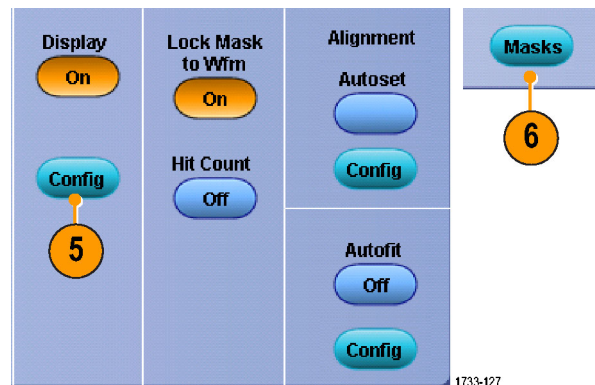 Display
On
Config
5
Lock Mask
to Wfm
On
Hit Count
Off
Alignment
Autoset
Config
Autofit
Off
Config
Masks
6
1733-127